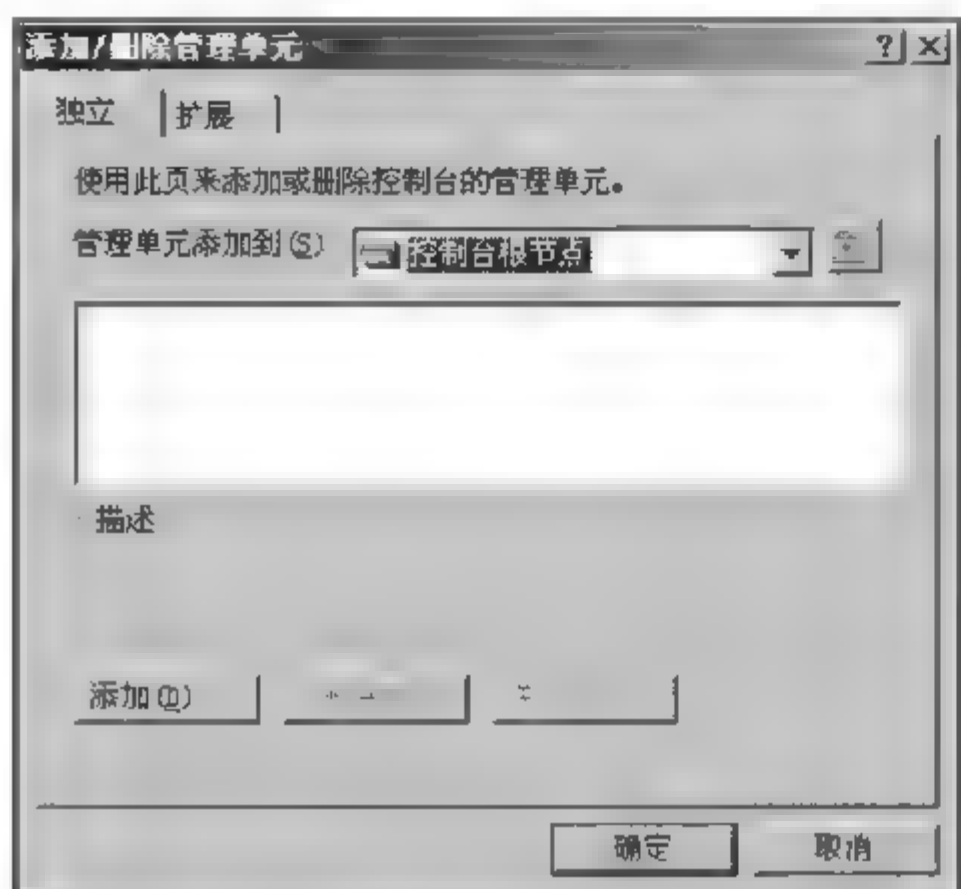 添加/删除管理单元
独立 扩展
使用此页来添加或删除控制台的管理单元。
管理单元添加到(S) 控制台根节点
描述
添加(D)
确定 取消